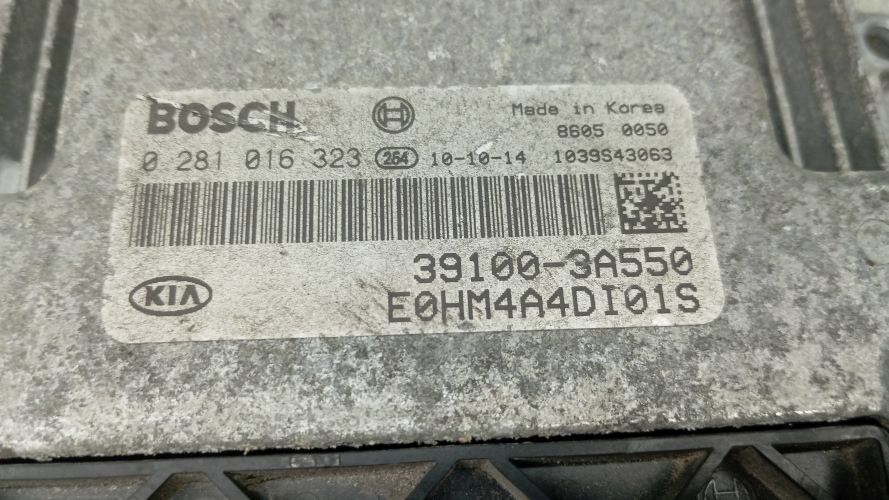 BOSCH
Made in Korea
8605 0050
0 281 016 323 264 10-10-14 1039S43063
39100-3A550
KIA
E0HM4A4DI01S